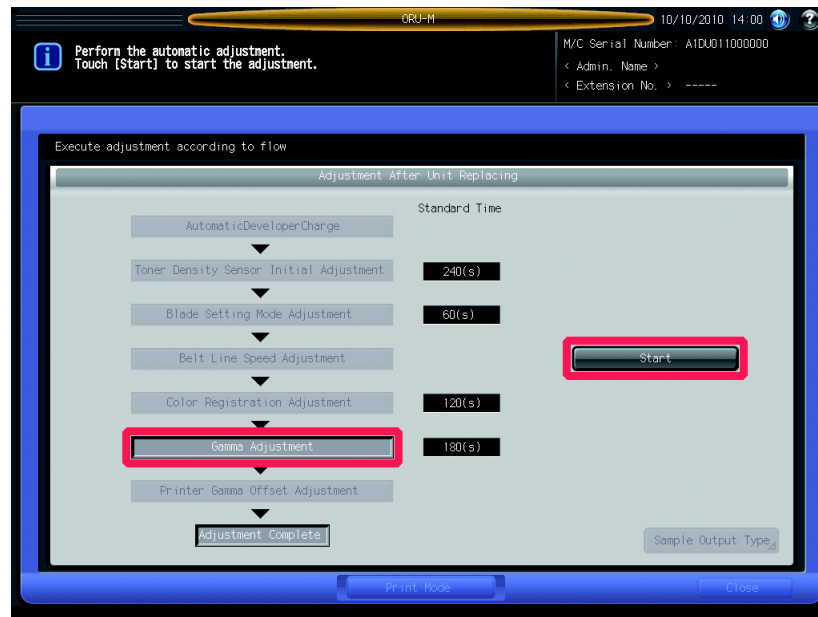 ORU-M
10/10/2010 14:00
Perform the automatic adjustment.
Touch [Start] to start the adjustment.
M/C Serial Number: A1DU011000000
< Admin. Name >
< Extension No. > -----
Execute adjustment according to flow
Adjustment After Unit Replacing
Standard Time
AutomaticDeveloperCharge
Toner Density Sensor Initial Adjustment 240(s)
Blade Setting Mode Adjustment 60(s)
Belt Line Speed Adjustment
Start
Color Registration Adjustment 120(s)
Gamma Adjustment 180(s)
Printer Gamma Offset Adjustment
Adjustment Complete
Sample Output Type
Print Mode
Close